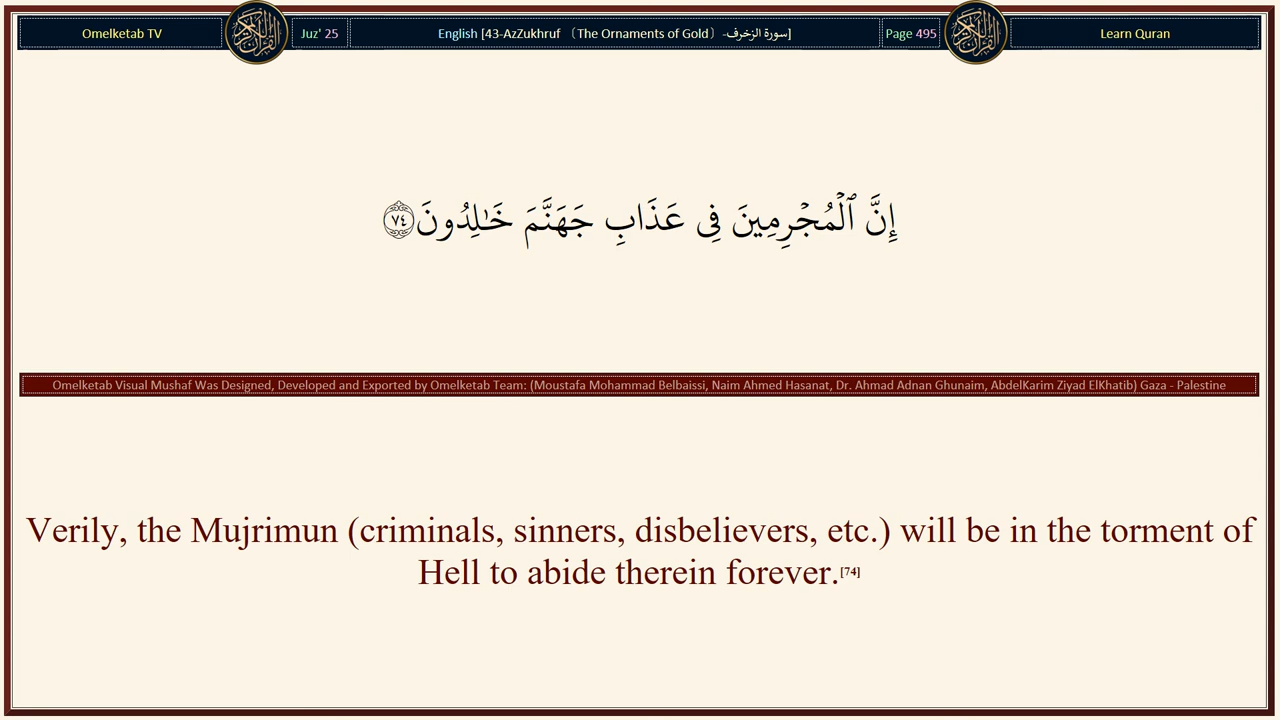 Omelketab TV
Juz' 25
English [43-AzZukhruf 〔The Ornaments of Gold〕 -سورة الزخرف]
Page 495
Learn Quran
إِنَّ ٱلْمُجْرِمِينَ فِى عَذَابِ جَهَنَّمَ خَـٰلِدُونَ ٧٤
Omelketab Visual Mushaf Was Designed, Developed and Exported by Omelketab Team: (Moustafa Mohammad Belbaissi, Naim Ahmed Hasanat, Dr. Ahmad Adnan Ghunaim, AbdelKarim Ziyad ElKhatib) Gaza - Palestine
Verily, the Mujrimun (criminals, sinners, disbelievers, etc.) will be in the torment of
Hell to abide therein forever.[74]